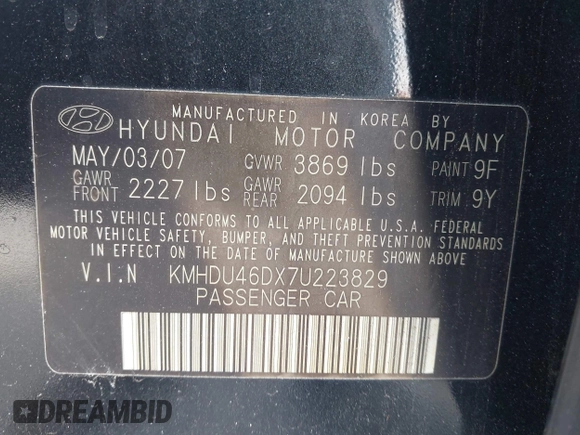 MANUFACTURED IN KOREA BY
HYUNDAI MOTOR COMPANY
MAY/03/07 GVWR 3869 lbs PAINT 9F
GAWR FRONT 2227 lbs GAWR REAR 2094 lbs TRIM 9Y
THIS VEHICLE CONFORMS TO ALL APPLICABLE U.S.A. FEDERAL
MOTOR VEHICLE SAFETY, BUMPER, AND THEFT PREVENTION STANDARDS
IN EFFECT ON THE DATE OF MANUFACTURE SHOWN ABOVE.
V.I.N KMHDU46DX7U223829
PASSENGER CAR
DREAMBID